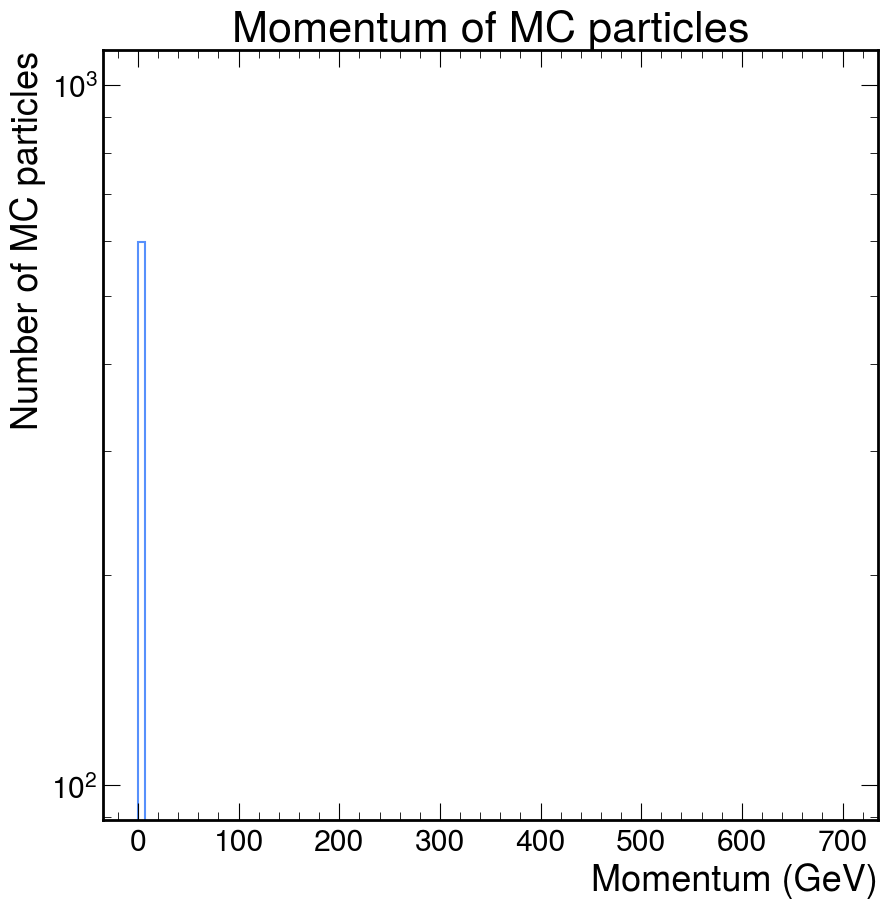 Momentum of MC particles
Number of MC particles
10³
10²
0 100 200 300 400 500 600 700
Momentum (GeV)